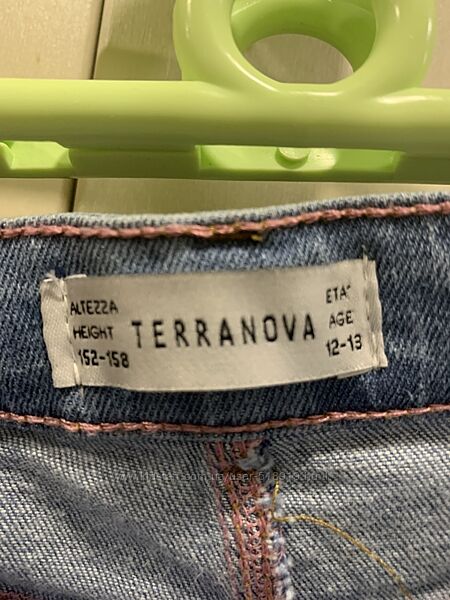 ALTEZZA
HEIGHT
152-158
TERRANOVA
ETA'
AGE
12-13